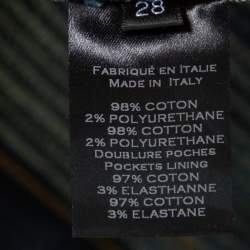 28
Fabriqué en Italie
Made in Italy
98% COTON
2% POLYURETHANE
98% COTTON
2% POLYURETHANE
Doublure poches
Pockets lining
97% COTON
3% ELASTHANNE
97% COTTON
3% ELASTANE